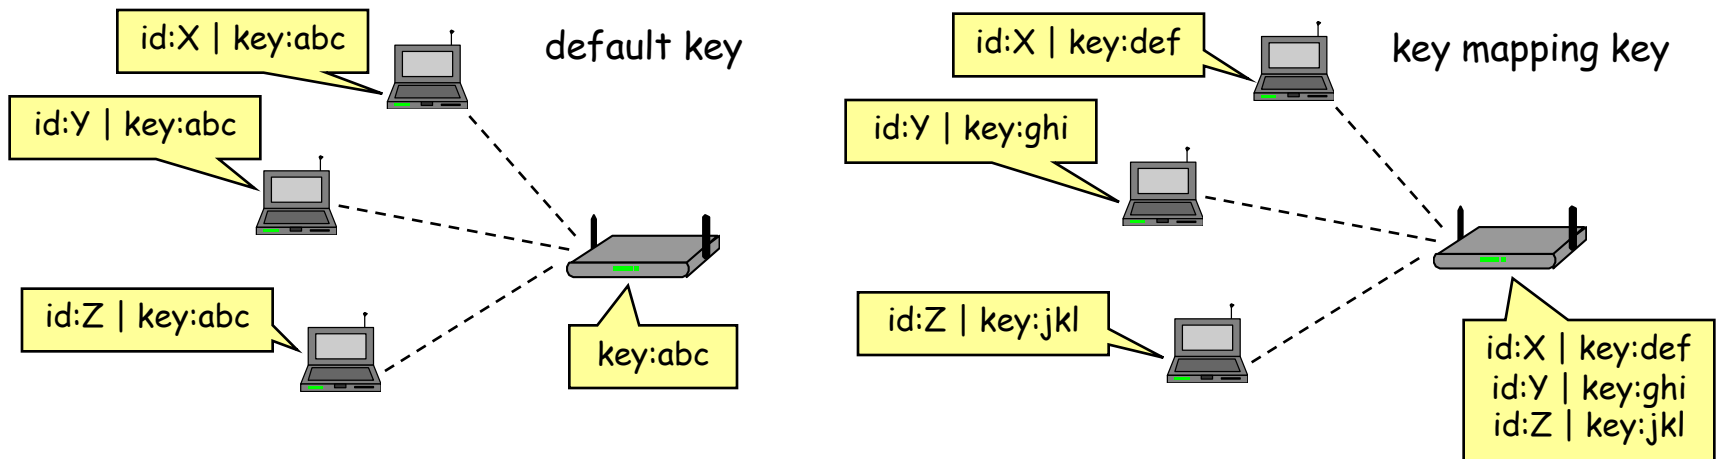 default key
id:X | key:abc
id:Y | key:abc
id:Z | key:abc
key:abc
key mapping key
id:X | key:def
id:Y | key:ghi
id:Z | key:jkl
id:X | key:def
id:Y | key:ghi
id:Z | key:jkl